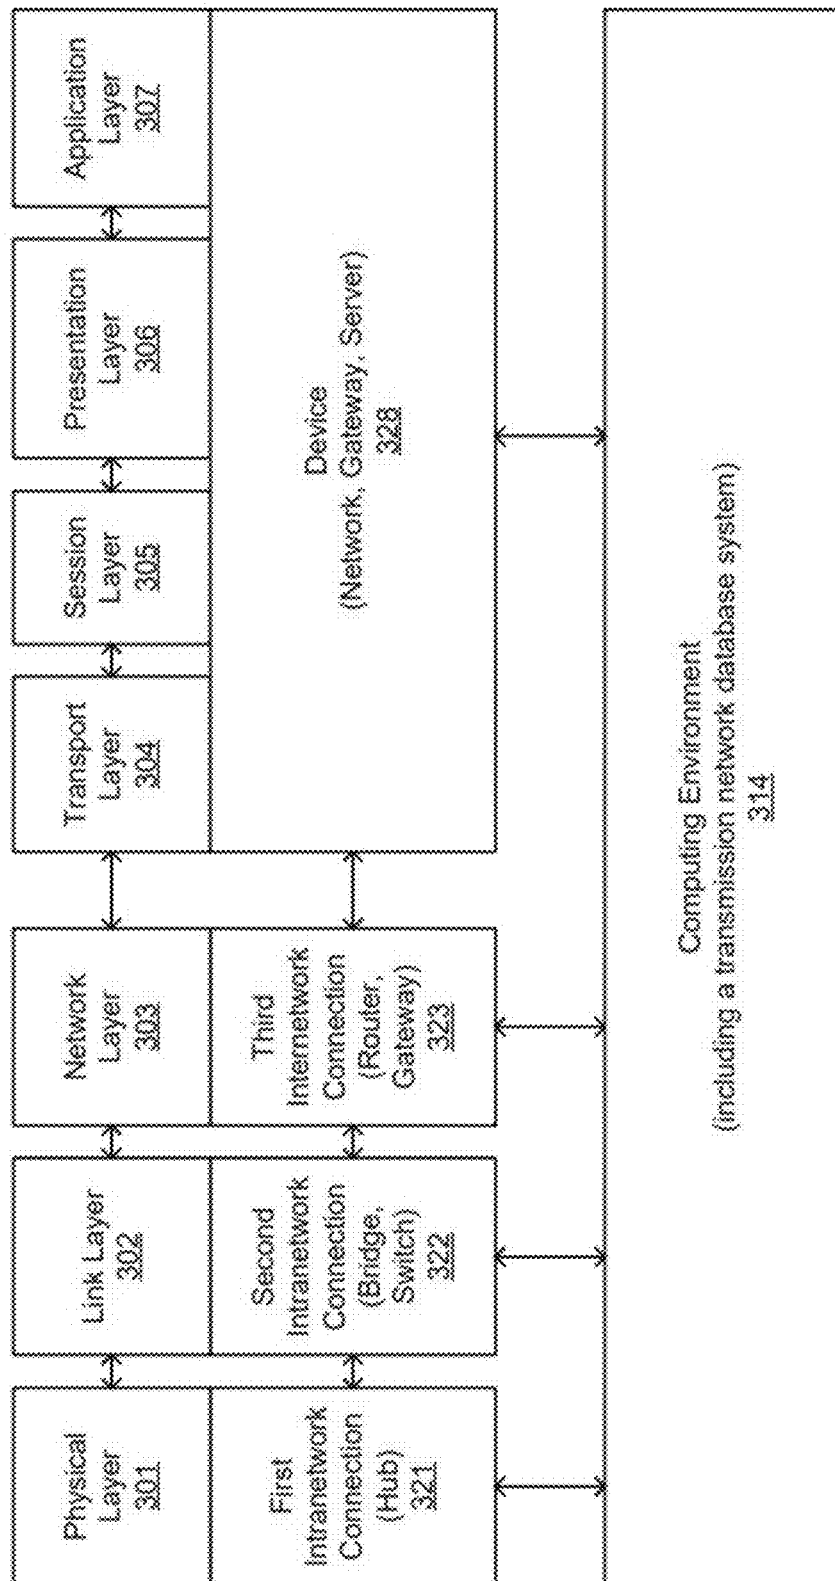 Physical
Layer
301
Link Layer
302
Network
Layer
303
Transport
Layer
304
Session
Layer
305
Presentation
Layer
306
Application
Layer
307
First
Intranetwork
Connection
(Hub)
321
Second
Intranetwork
Connection
(Bridge,
Switch)
322
Third
Internetwork
Connection
(Router,
Gateway)
323
Device
(Network, Gateway, Server)
328
Computing Environment
(including a transmission network database system)
314